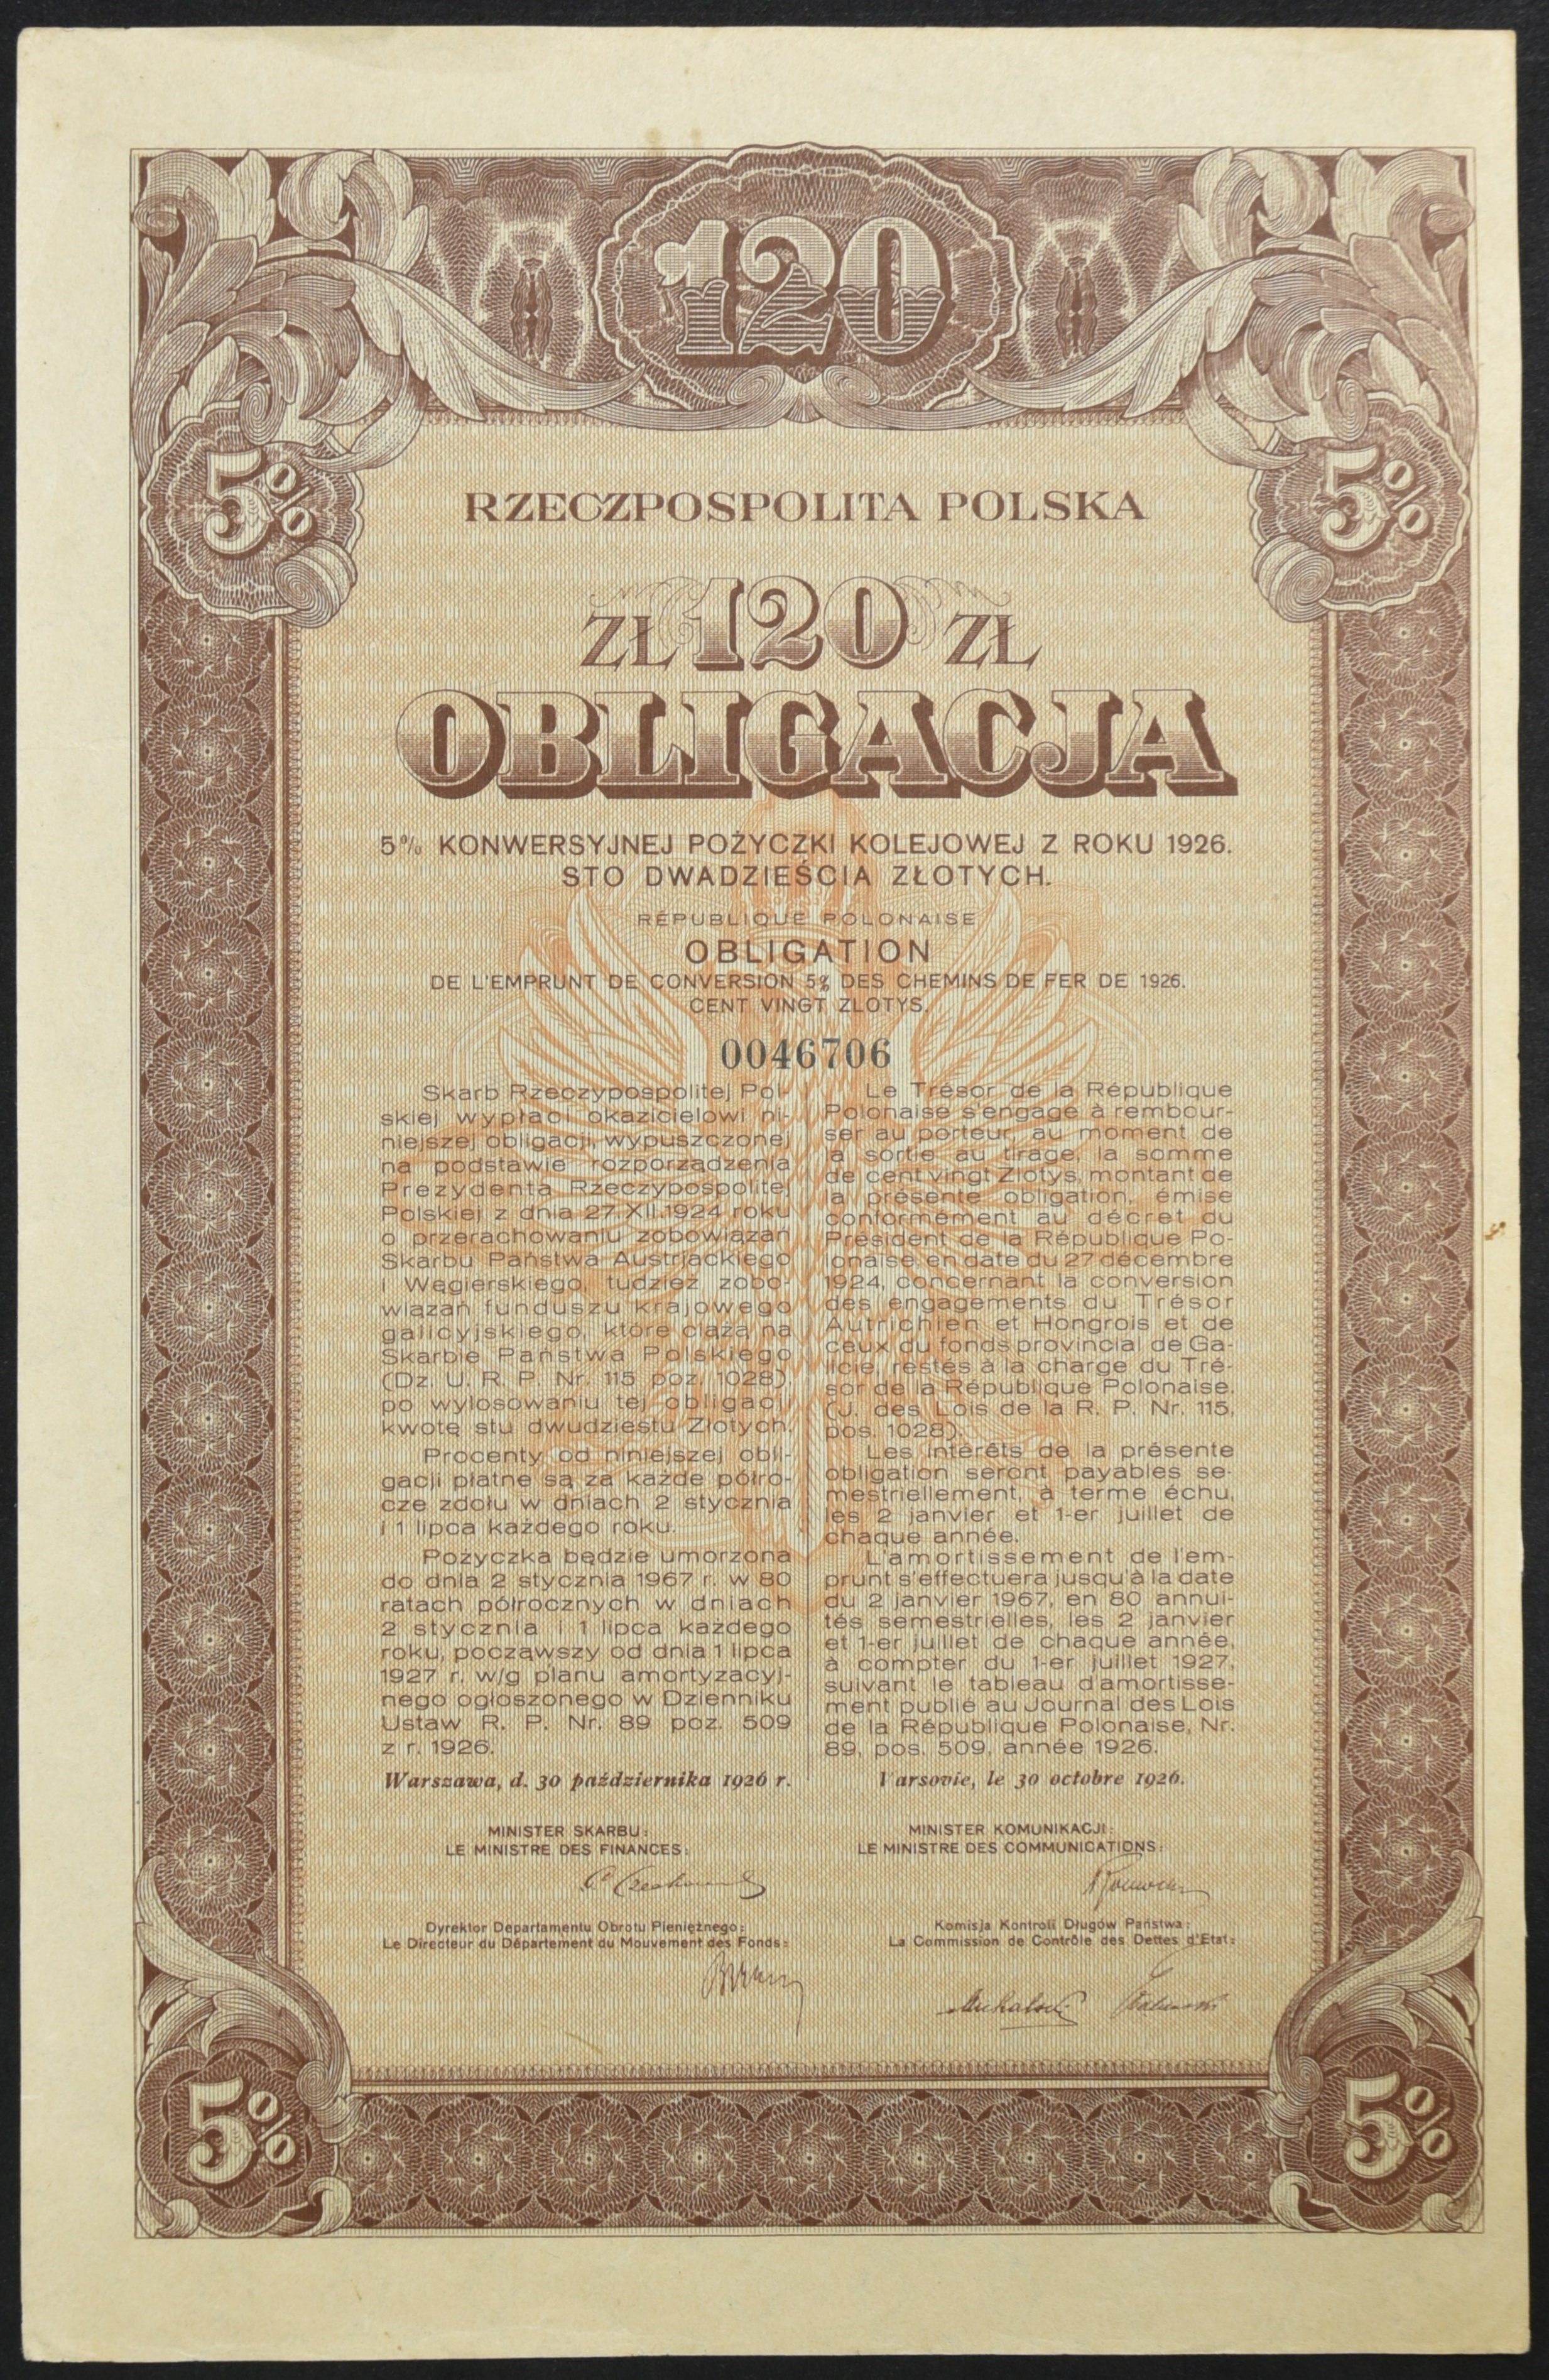 120
5%
5%
RZECZPOSPOLITA POLSKA
ZŁ 120 ZŁ
OBLIGACJA
5% KONWERSYJNEJ POŻYCZKI KOLEJOWEJ Z ROKU 1926.
STO DWADZIEŚCIA ZŁOTYCH.
RÉPUBLIQUE POLONAISE
OBLIGATION
DE L'EMPRUNT DE CONVERSION 5% DES CHEMINS DE FER DE 1926.
CENT VINGT ZLOTYS.
0046706
Skarb Rzeczypospolitej Pol-
skiej wypłaci okazicielowi ni-
niejszej obligacji, wypuszczonej
na podstawie rozporządzenia
Prezydenta Rzeczypospolitej
Polskiej z dnia 27 XII.1924 roku
o przerachowaniu zobowiązań
Skarbu Państwa Austrjackiego
i Węgierskiego, tudzież zobo-
wiązań funduszu krajowego
galicyjskiego, które ciążą na
Skarbie Państwa Polskiego
(Dz. U. R. P. Nr. 115 poz. 1028)
po wylosowaniu tej obligacji
kwotę stu dwudziestu Złotych.
Procenty od niniejszej obli-
gacji płatne są za każde półro-
cze zdołu w dniach 2 stycznia
i 1 lipca każdego roku.
Pożyczka będzie umorzona
do dnia 2 stycznia 1967 r. w 80
ratach półrocznych w dniach
2 stycznia i 1 lipca każdego
roku, począwszy od dnia 1 lipca
1927 r. w/g planu amortyzacyj-
nego ogłoszonego w Dzienniku
Ustaw R. P. Nr. 89 poz. 509
z r. 1926.
Warszawa, d. 30 października 1926 r.
Le Trésor de la République
Polonaise s'engage à rembour-
ser au porteur, au moment de
la sortie au tirage, la somme
de cent vingt Zlotys, montant de
la présente obligation, émise
conformément au décret du
Président de la République Po-
lonaise en date du 27 décembre
1924, concernant la conversion
des engagements du Trésor
Autrichien et Hongrois et de
ceux du fonds provincial de Ga-
licie, restés à la charge du Tré-
sor de la République Polonaise.
(J. des Lois de la R. P. Nr. 115,
pos. 1028).
Les intérêts de la présente
obligation seront payables se-
mestriellement, à terme échu,
les 2 janvier et 1-er juillet de
chaque année.
L'amortissement de l'em-
prunt s'effectuera jusqu'à la date
du 2 janvier 1967, en 80 annui-
tés semestrielles, les 2 janvier
et 1-er juillet de chaque année,
à compter du 1-er juillet 1927,
suivant le tableau d'amortisse-
ment publié au Journal des Lois
de la République Polonaise, Nr.
89, pos. 509, année 1926.
Varsovie, le 30 octobre 1926.
MINISTER SKARBU:
LE MINISTRE DES FINANCES:
MINISTER KOMUNIKACJI:
LE MINISTRE DES COMMUNICATIONS:
Dyrektor Departamentu Obrotu Pieniężnego:
Le Directeur du Département du Mouvement des Fonds:
Komisja Kontroli Długów Państwa:
La Commission de Contrôle des Dettes d'Etat:
5%
5%